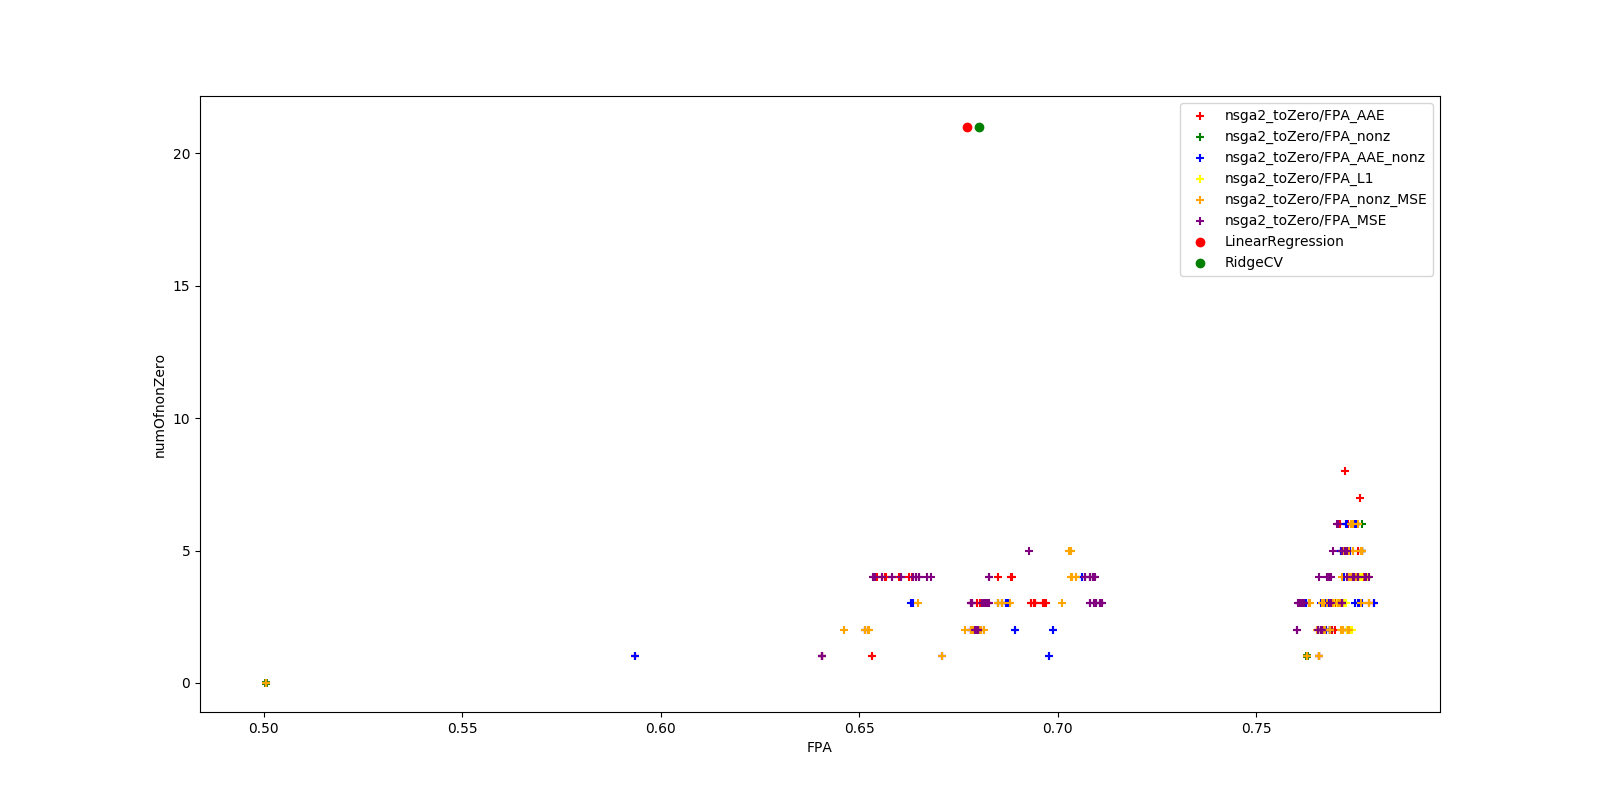 nsga2_toZero/FPA_AAE
nsga2_toZero/FPA_nonz
nsga2_toZero/FPA_AAE_nonz
nsga2_toZero/FPA_L1
nsga2_toZero/FPA_nonz_MSE
nsga2_toZero/FPA_MSE
LinearRegression
RidgeCV
20
15
10
5
0
numOfnonZero
0.50 0.55 0.60 0.65 0.70 0.75
FPA